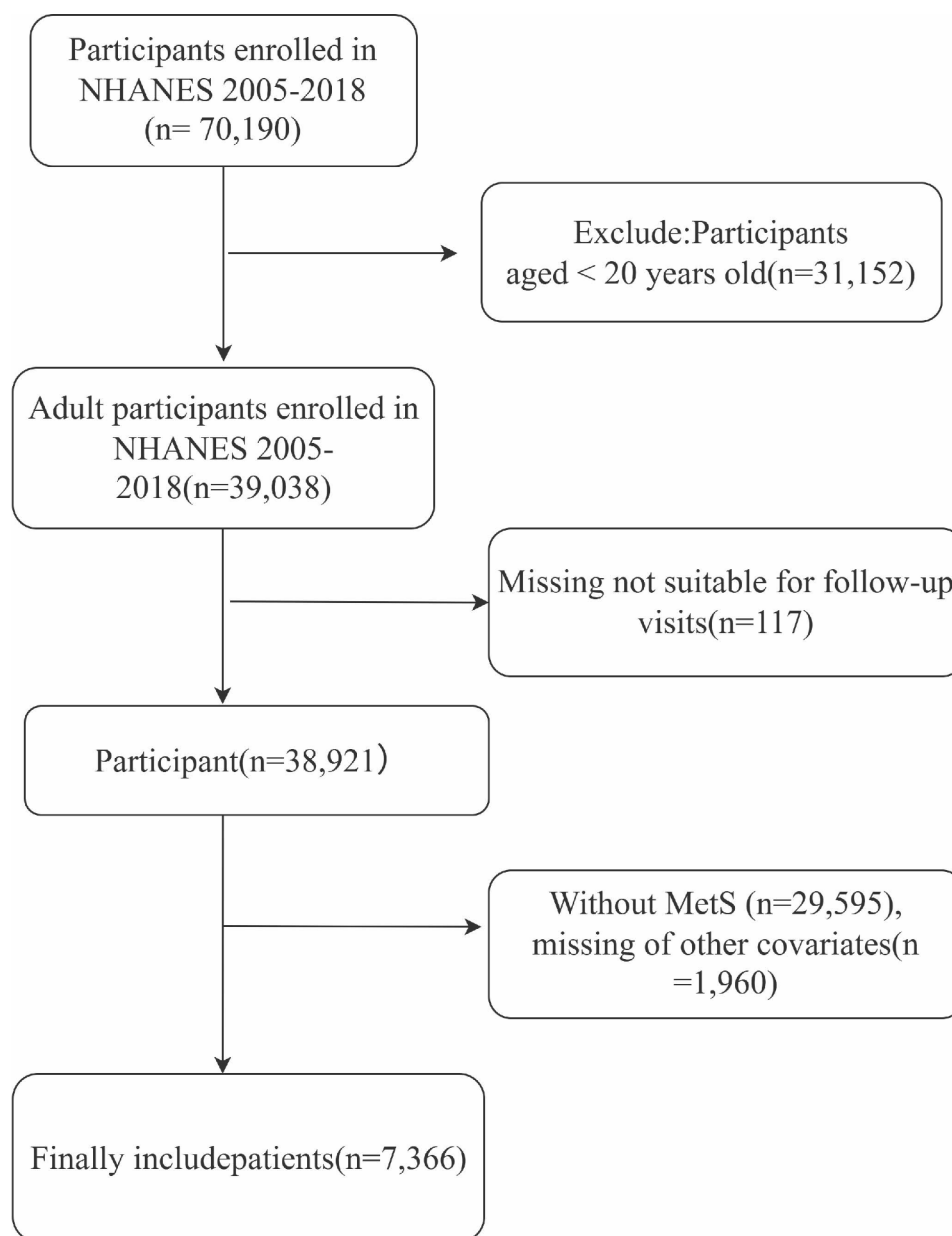 Participants enrolled in
NHANES 2005-2018
(n= 70,190)
Exclude:Participants
aged < 20 years old(n=31,152)
Adult participants enrolled in
NHANES 2005-
2018(n=39,038)
Missing not suitable for follow-up
visits(n=117)
Participant(n=38,921）
Without MetS (n=29,595),
missing of other covariates(n
=1,960)
Finally includepatients(n=7,366)